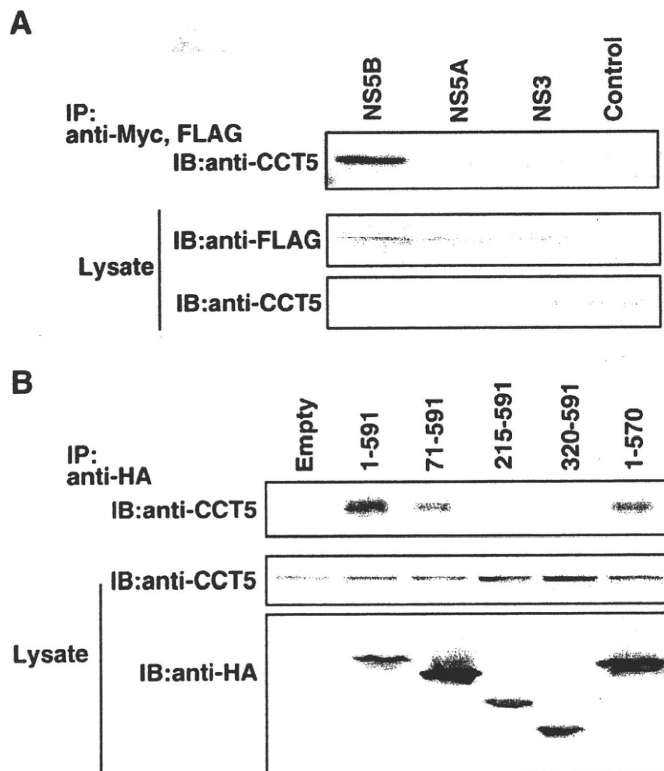 A
NS5B
NS5A
NS3
Control
IP:
anti-Myc, FLAG
IB:anti-CCT5
IB:anti-FLAG
Lysate
IB:anti-CCT5
B
Empty
1-591
71-591
215-591
320-591
1-570
IP:
anti-HA
IB:anti-CCT5
IB:anti-CCT5
Lysate
IB:anti-HA